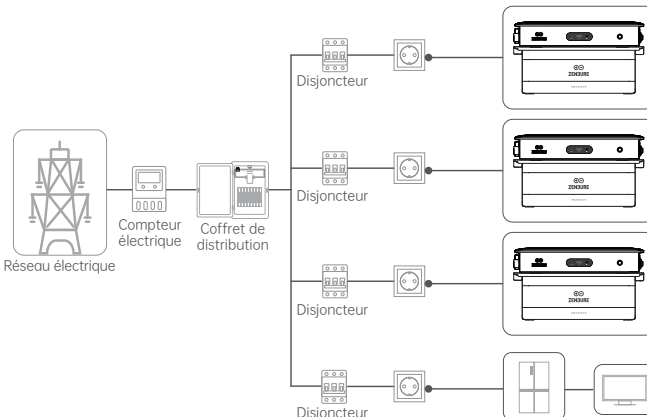 Disjoncteur
ZENDURE
Disjoncteur
ZENDURE
Réseau électrique
Compteur
électrique
Coffret de
distribution
Disjoncteur
ZENDURE
Disjoncteur